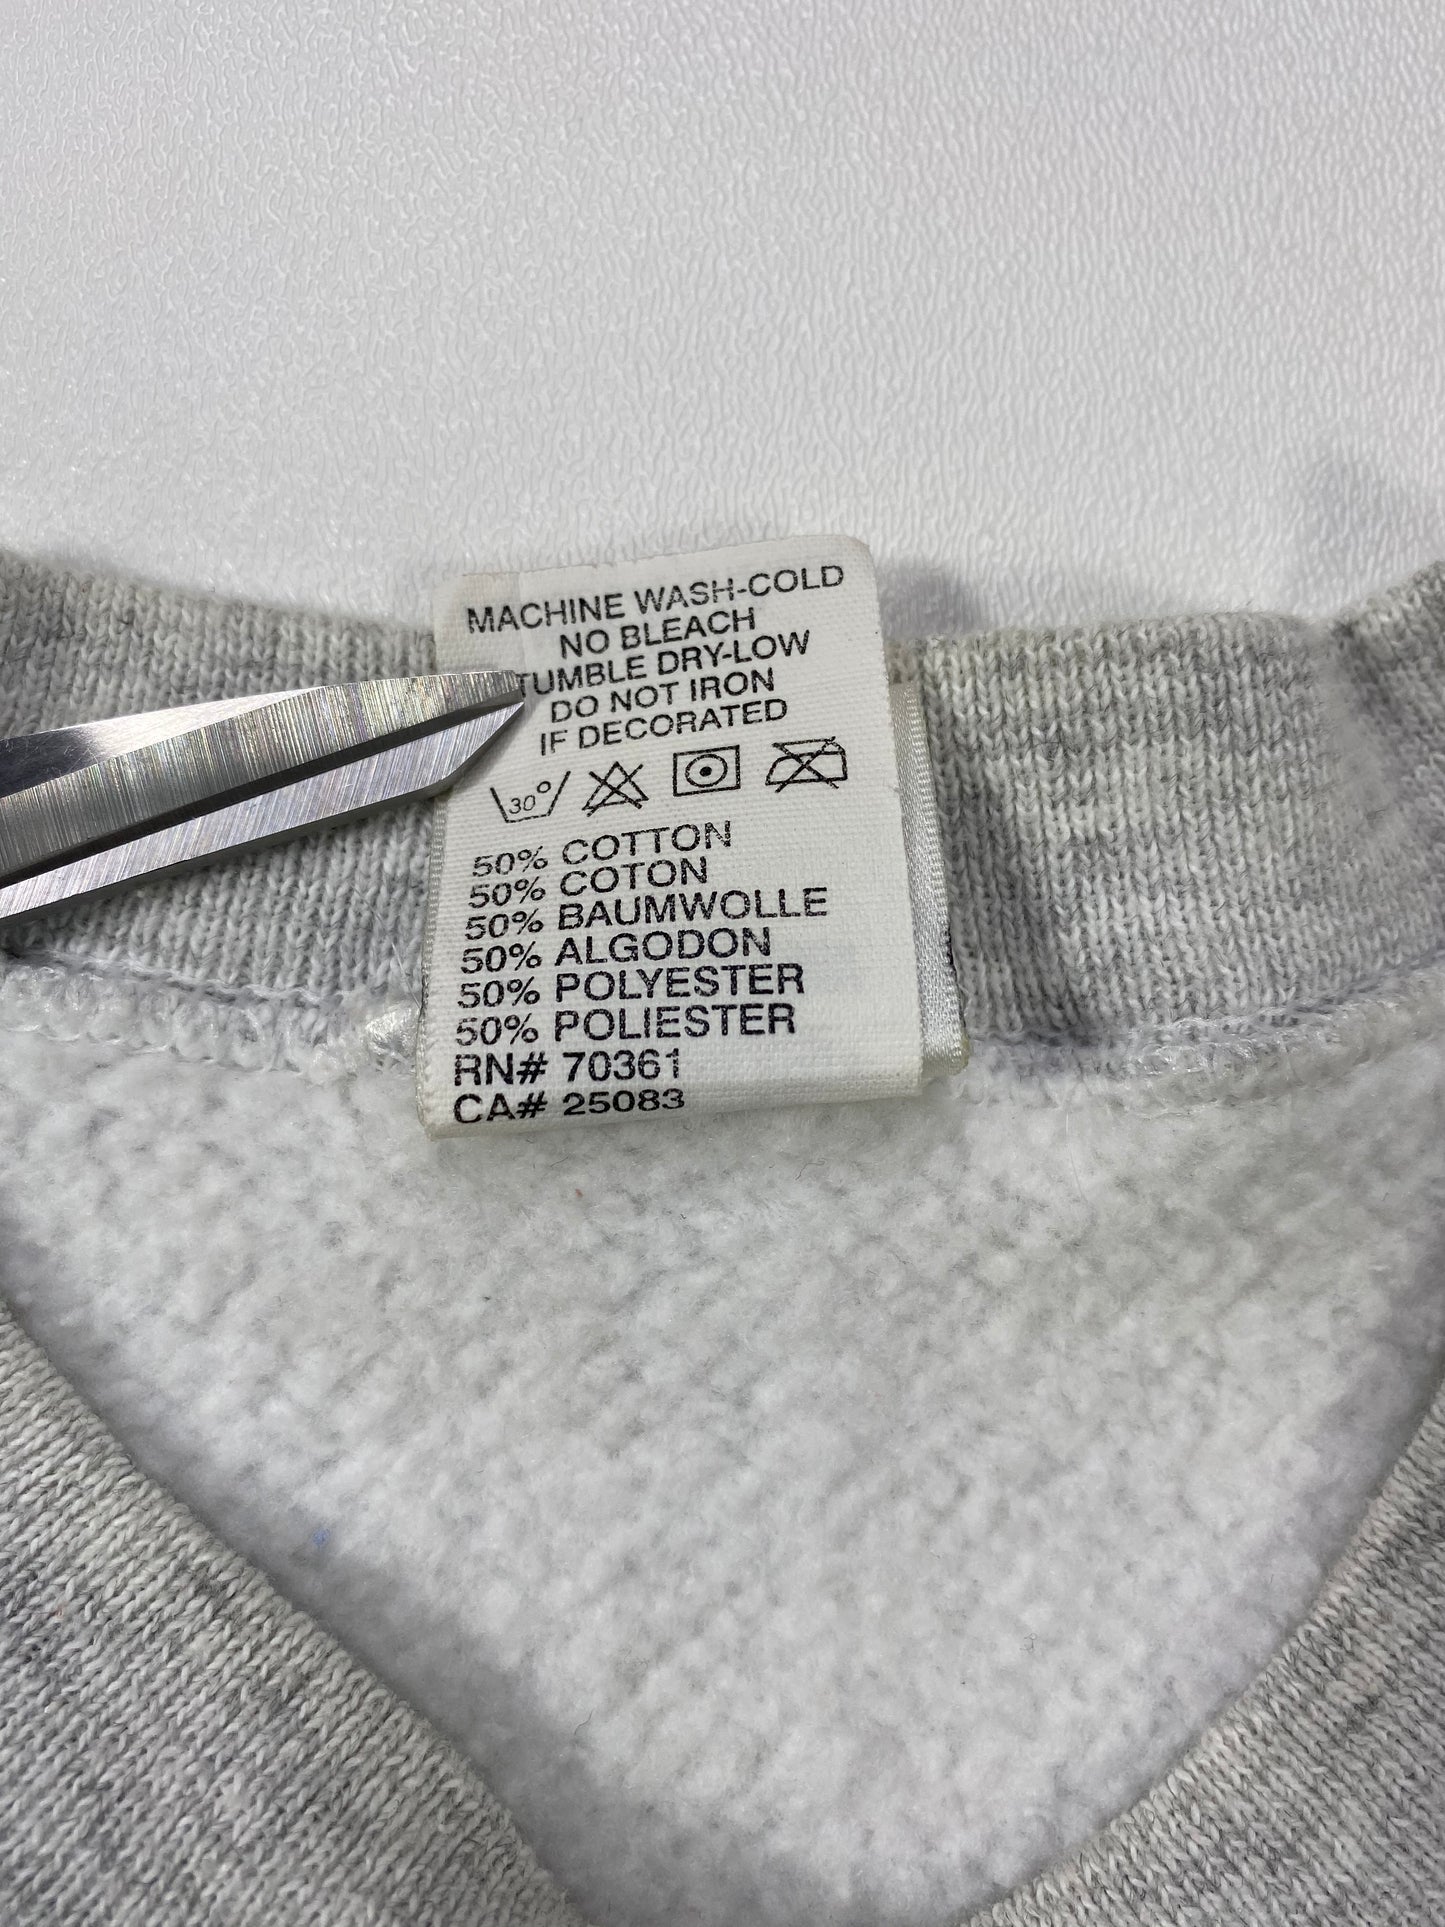 MACHINE WASH-COLD
NO BLEACH
TUMBLE DRY-LOW
DO NOT IRON
IF DECORATED
30°
50% COTTON
50% COTON
50% BAUMWOLLE
50% ALGODON
50% POLYESTER
50% POLIESTER
RN# 70361
CA# 25083